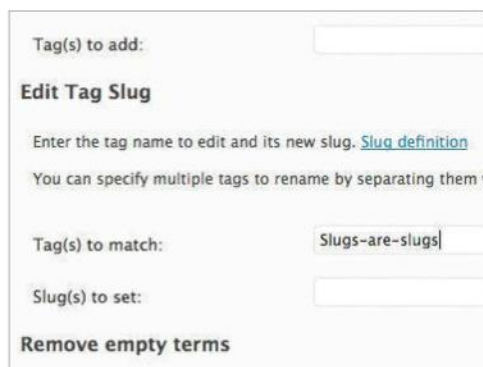 Tag(s) to add:
Edit Tag Slug
Enter the tag name to edit and its new slug. Slug definition
You can specify multiple tags to rename by separating them
Tag(s) to match:
Slugs-are-slugs
Slug(s) to set:
Remove empty terms